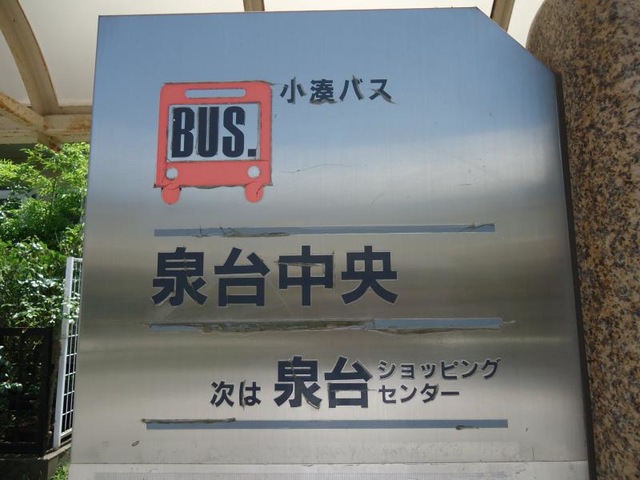 小湊バス
BUS.
泉台中央
次は 泉台 ショッピング
センター